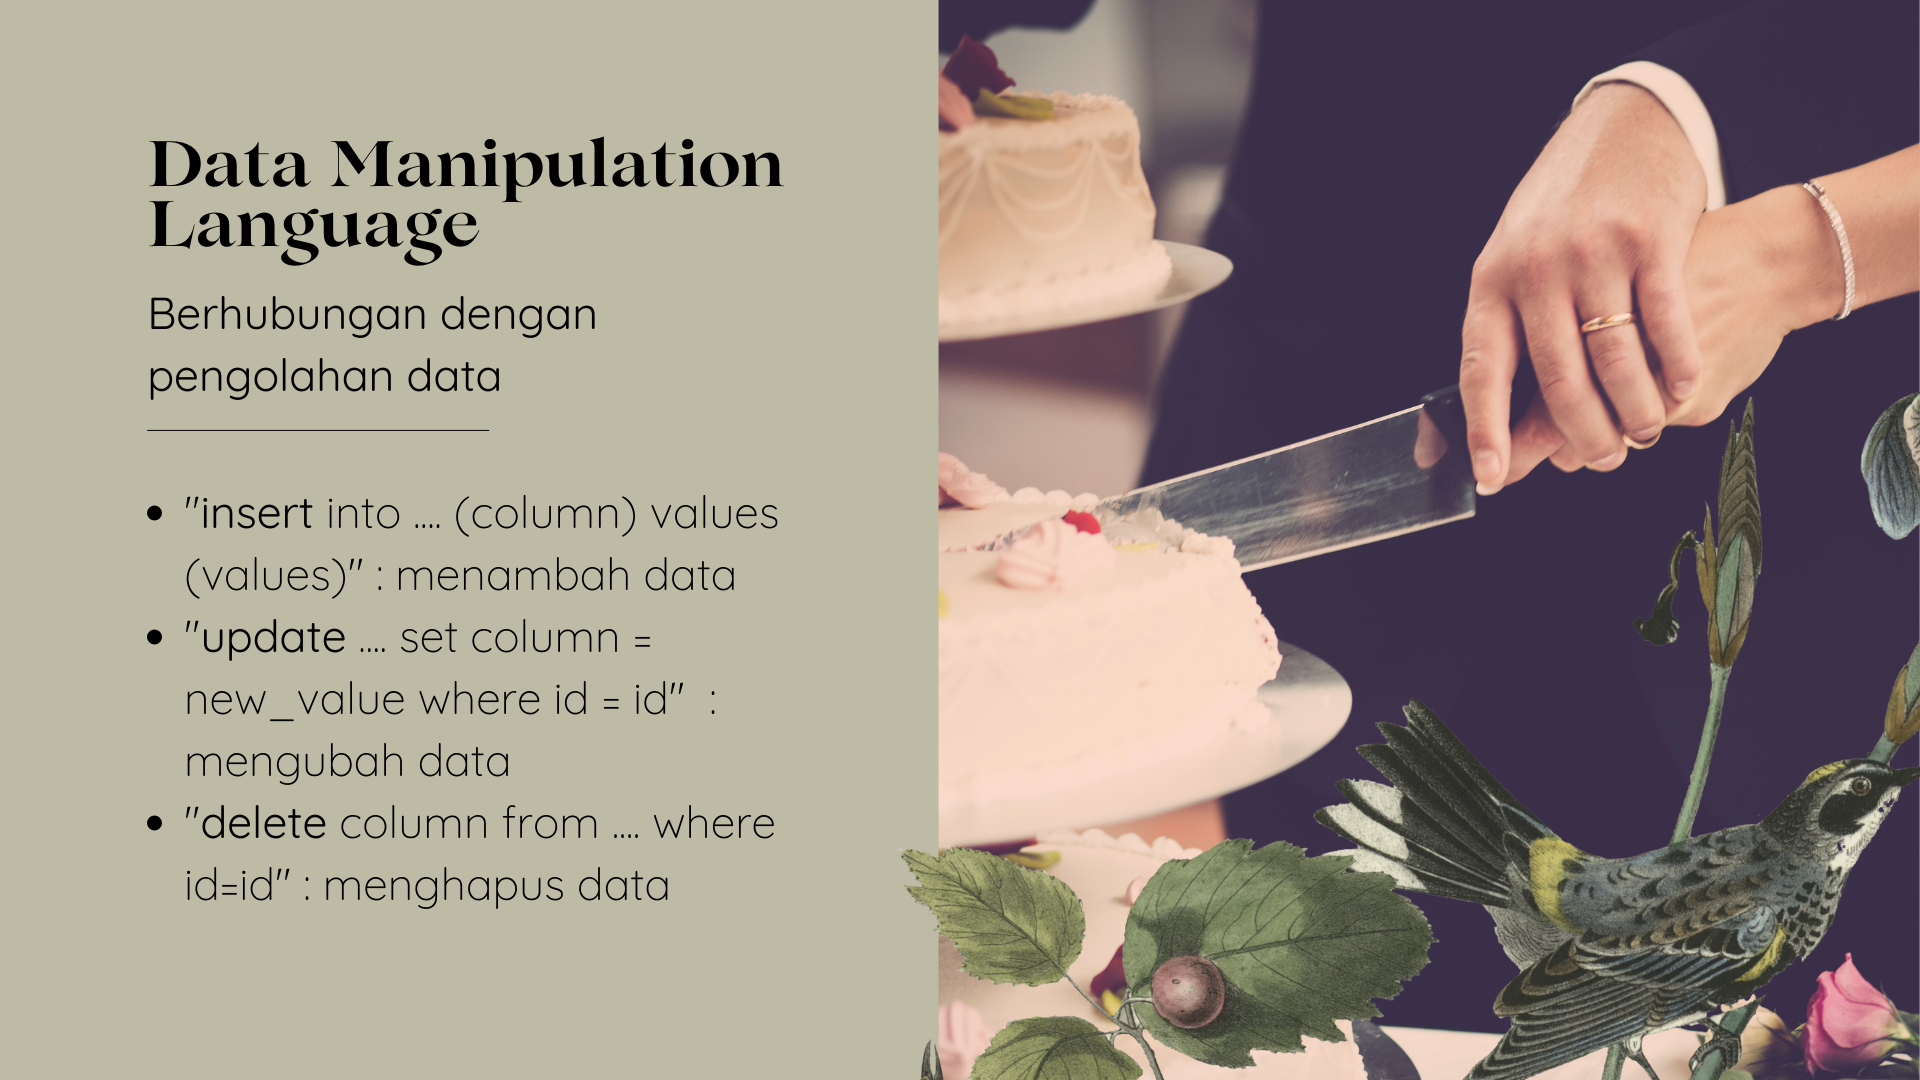 Data Manipulation
Language
Berhubungan dengan
pengolahan data
• "insert into .... (column) values
(values)" : menambah data
• "update .... set column =
new_value where id = id"  :
mengubah data
• "delete column from .... where
id=id" : menghapus data